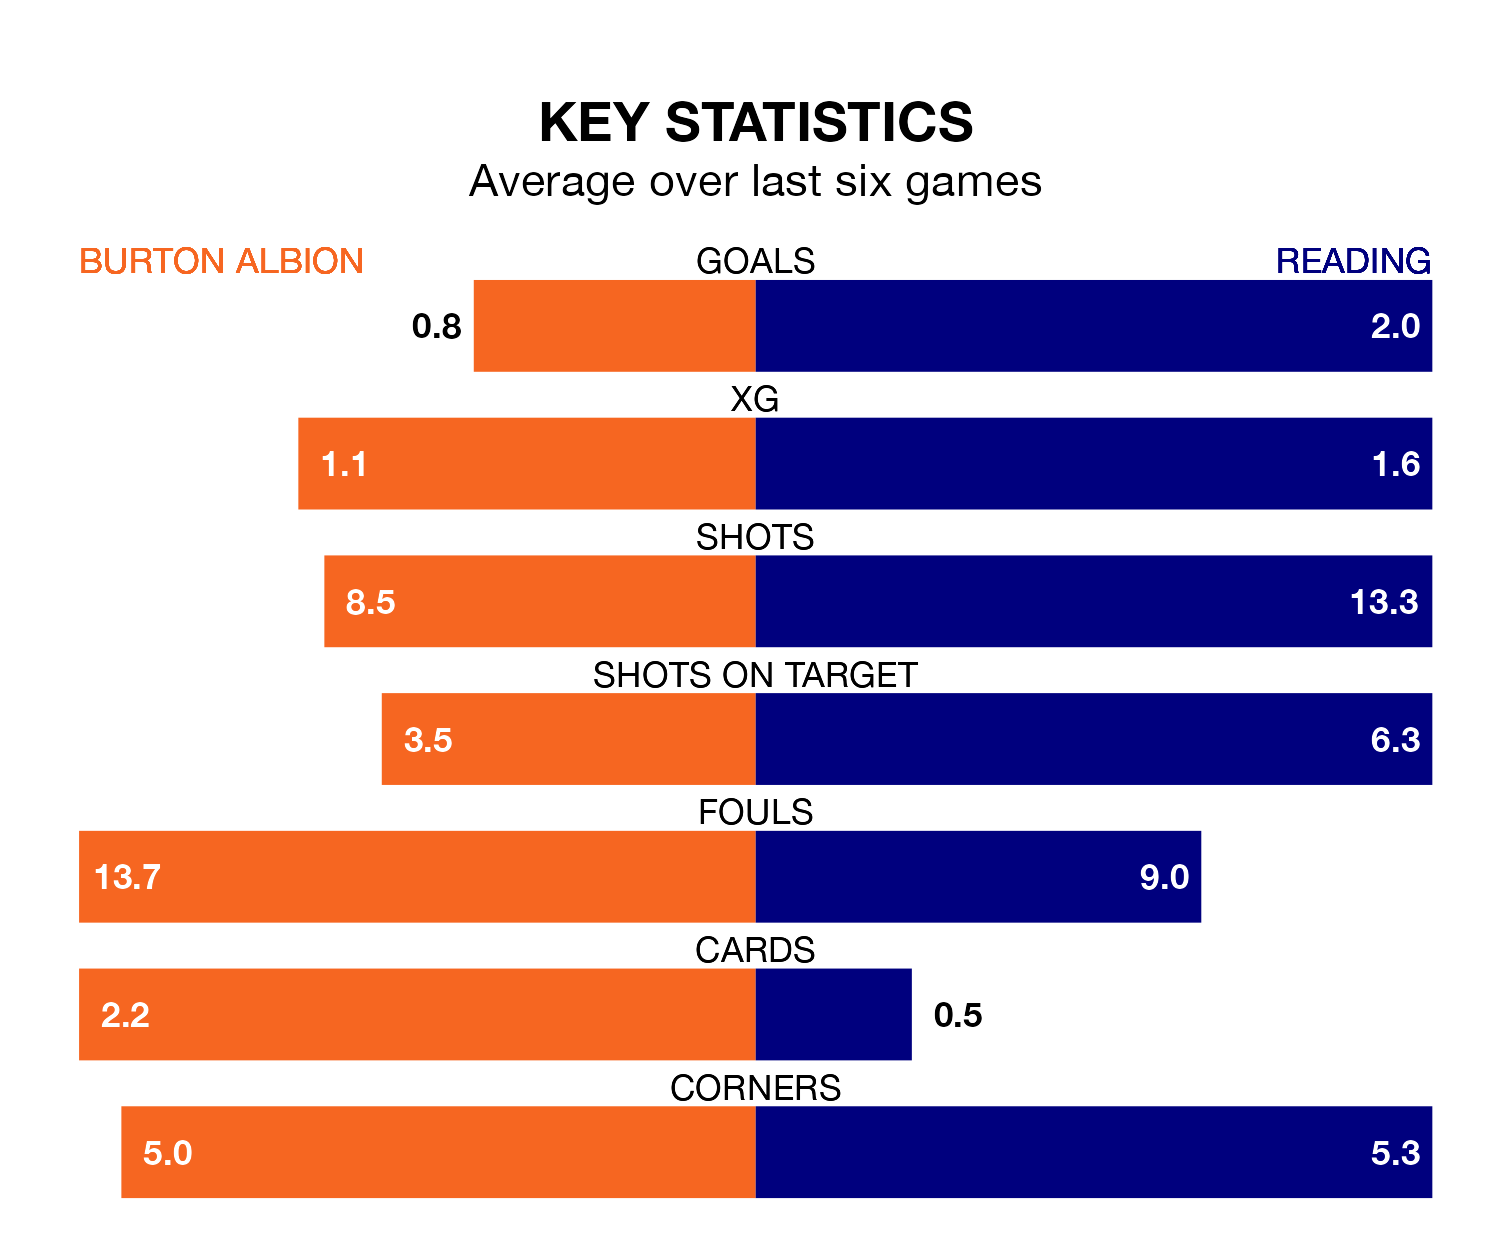 KEY STATISTICS
Average over last six games
BURTON ALBION GOALS READING
0.8 2.0
XG
1.1 1.6
SHOTS
8.5 13.3
SHOTS ON TARGET
3.5 6.3
FOULS
13.7 9.0
CARDS
2.2 0.5
CORNERS
5.0 5.3